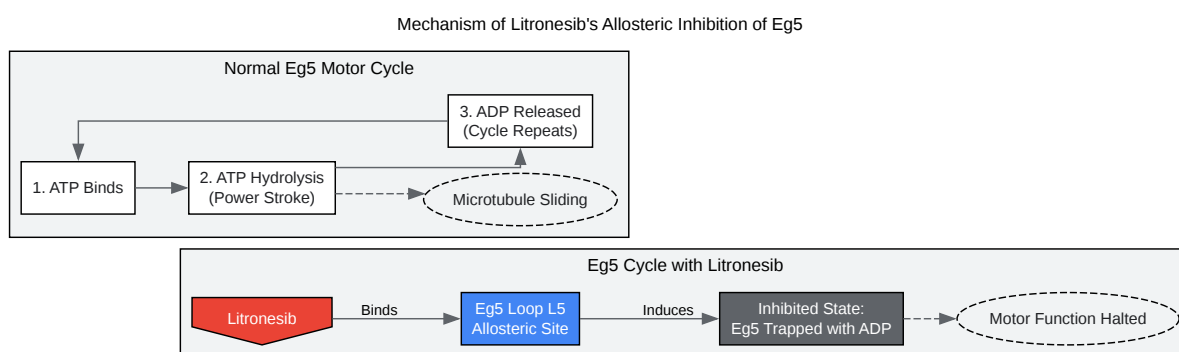 Mechanism of Litronesib's Allosteric Inhibition of Eg5
Normal Eg5 Motor Cycle
3. ADP Released
(Cycle Repeats)
1. ATP Binds
2. ATP Hydrolysis
(Power Stroke)
Microtubule Sliding
Eg5 Cycle with Litronesib
Litronesib
Binds
Eg5 Loop L5
Allosteric Site
Induces
Inhibited State:
Eg5 Trapped with ADP
Motor Function Halted